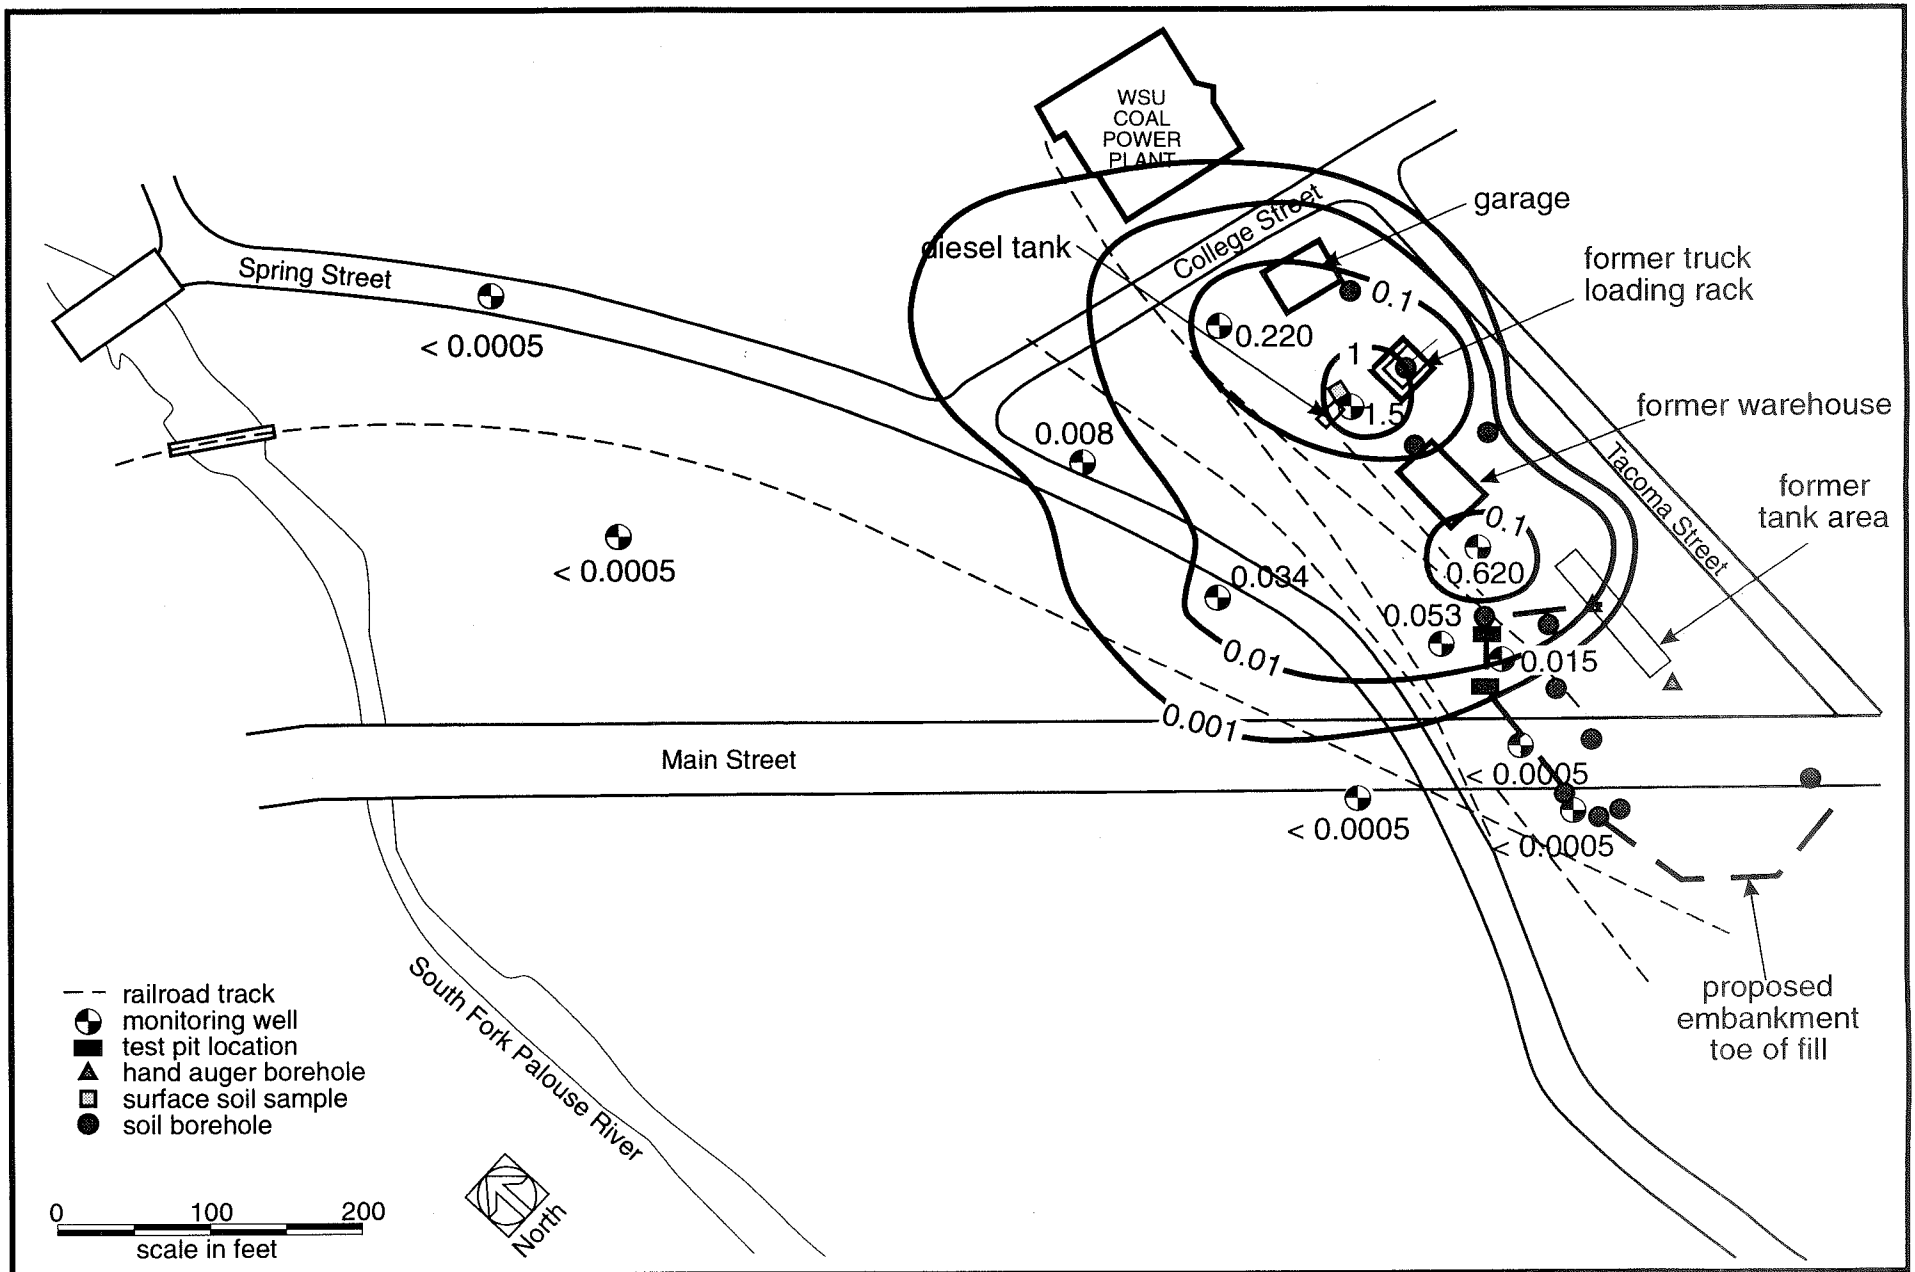 WSU
COAL
POWER
PLANT
garage
College Street
diesel tank
former truck
loading rack
Spring Street
0.1
< 0.0005
0.220
1
1.5
former warehouse
0.008
Tacoma Street
former
tank area
0.1
< 0.0005
0.034
0.620
0.053
0.01
0.015
0.001
Main Street
< 0.0005
< 0.0005
< 0.0005
South Fork Palouse River
railroad track
monitoring well
test pit location
hand auger borehole
surface soil sample
soil borehole
proposed
embankment
toe of fill
0 100 200
scale in feet
North